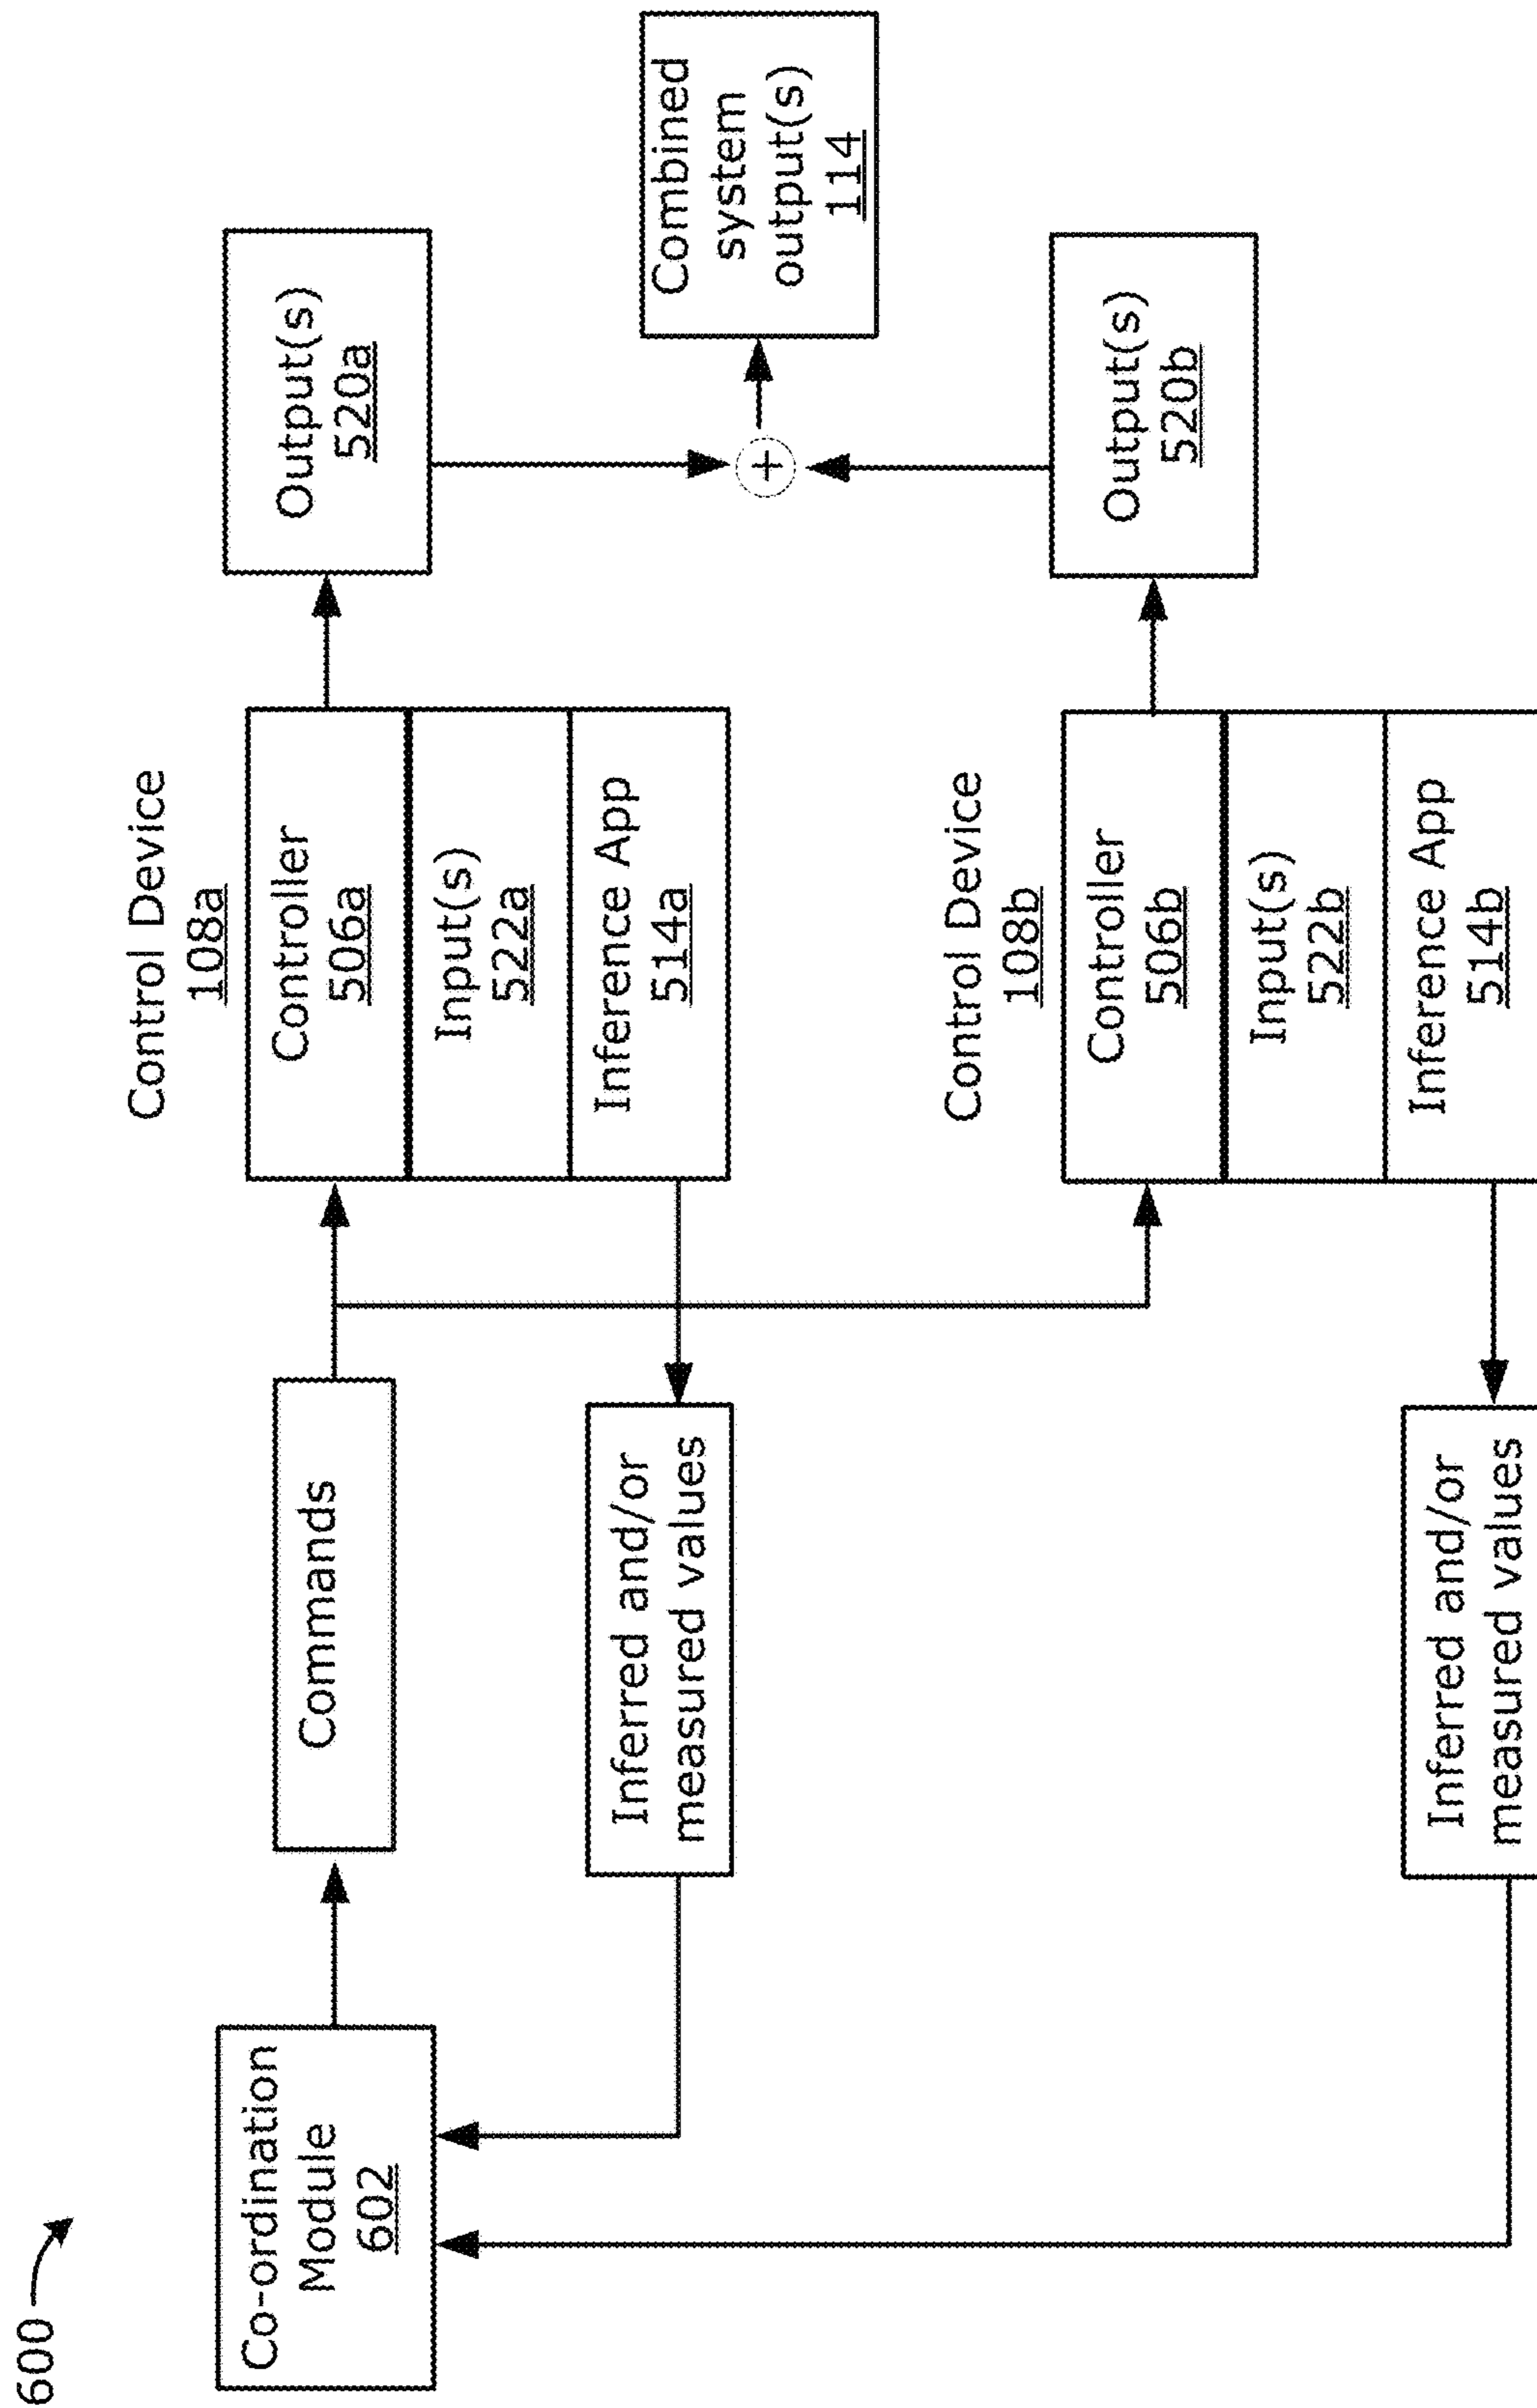 600
Co-ordination
Module
602
Commands
Inferred and/or
measured values
Control Device
108a
Controller
506a
Input(s)
522a
Inference App
514a
Output(s)
520a
+
Combined
system
output(s)
114
Control Device
108b
Controller
506b
Input(s)
522b
Inference App
514b
Output(s)
520b
Inferred and/or
measured values